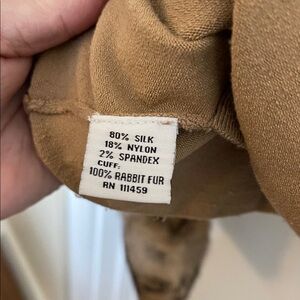 80% SILK
18% NYLON
2% SPANDEX
CUFF:
100% RABBIT FUR
RN 111459